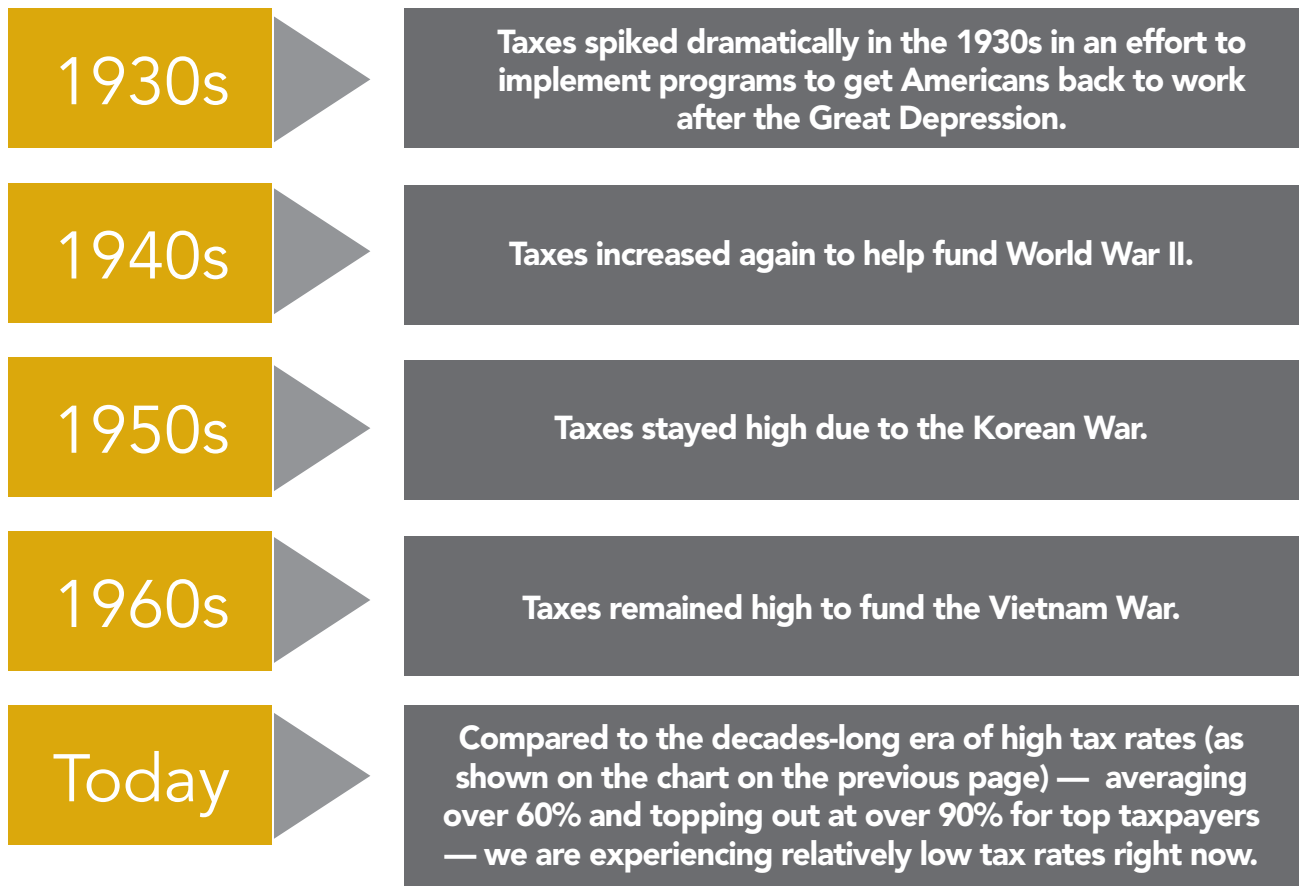 1930s
Taxes spiked dramatically in the 1930s in an effort to
implement programs to get Americans back to work
after the Great Depression.
1940s
Taxes increased again to help fund World War II.
1950s
Taxes stayed high due to the Korean War.
1960s
Taxes remained high to fund the Vietnam War.
Today
Compared to the decades-long era of high tax rates (as
shown on the chart on the previous page) — averaging
over 60% and topping out at over 90% for top taxpayers
— we are experiencing relatively low tax rates right now.